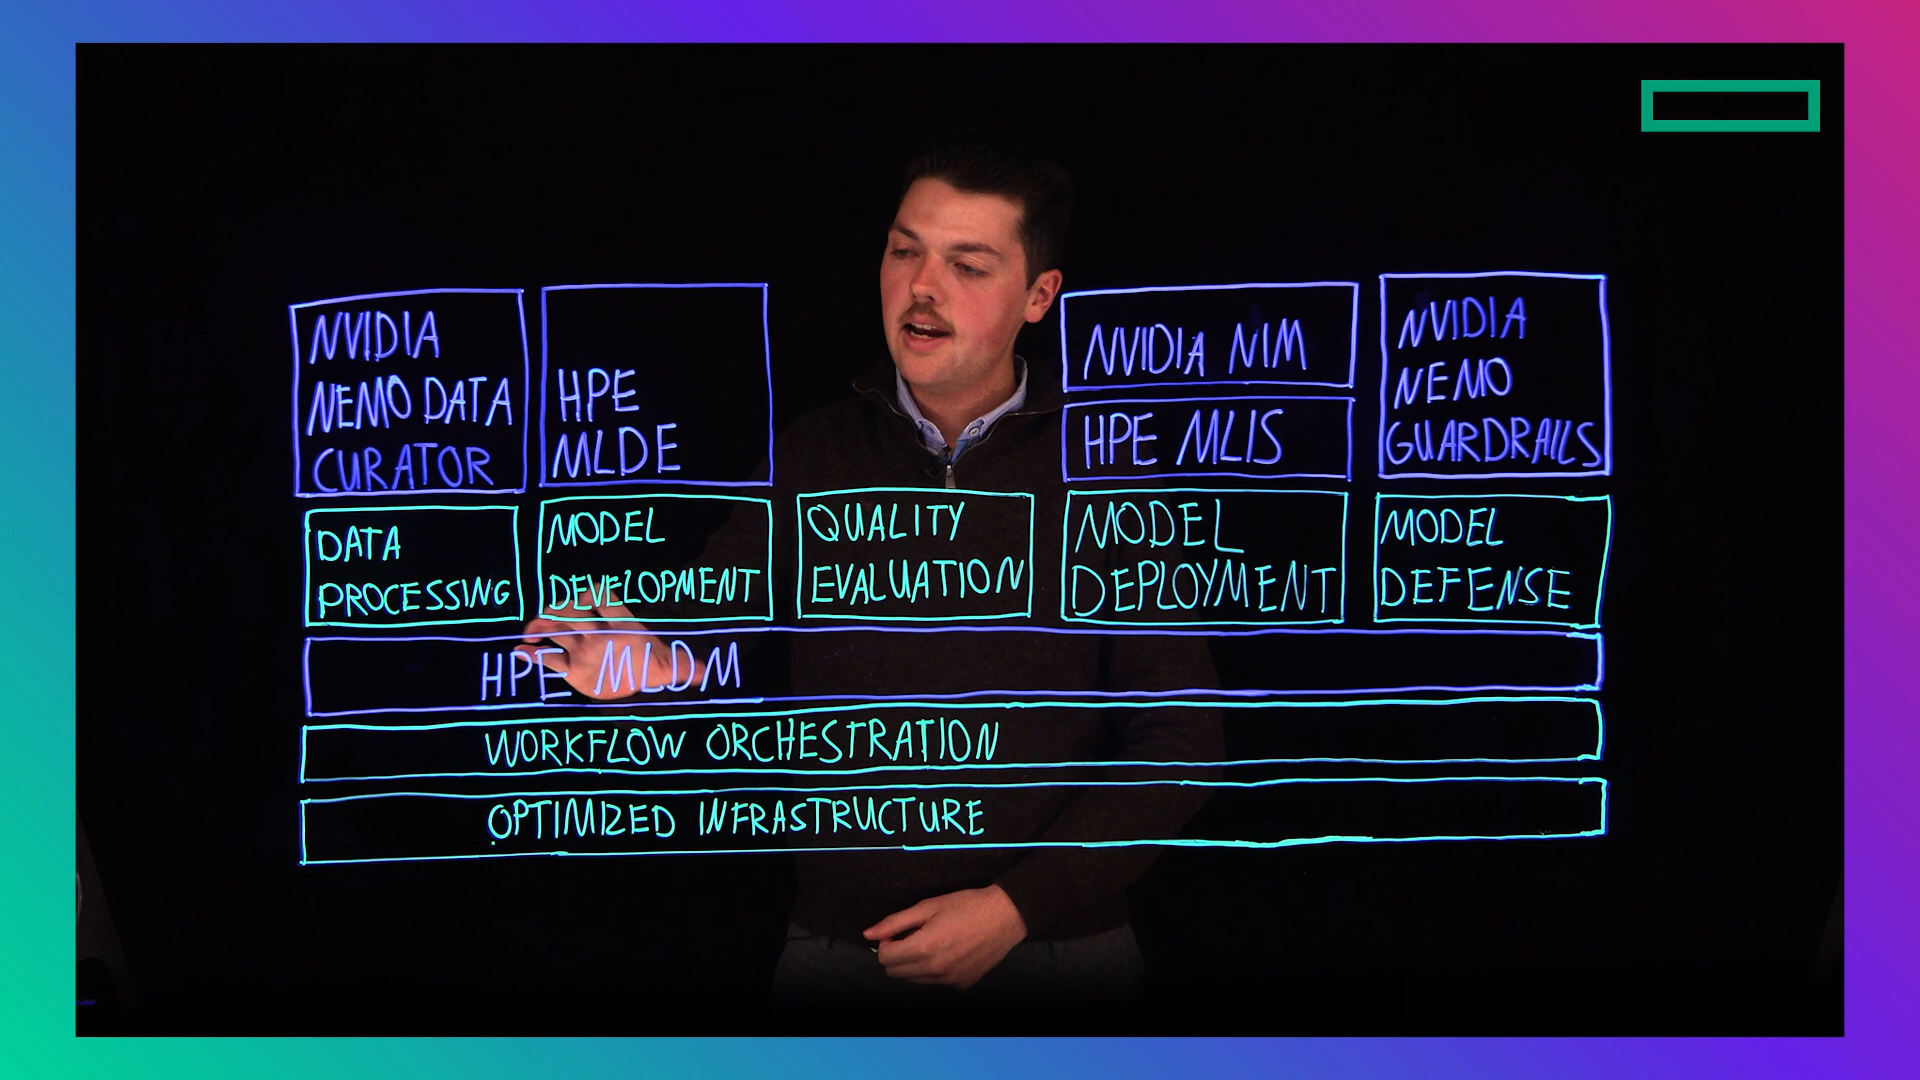 NVIDIA
NEMO DATA
CURATOR
HPE
MLDE
NVIDIA NIM
HPE MLIS
NVIDIA
NEMO
GUARDRAILS
DATA
PROCESSING
MODEL
DEVELOPMENT
QUALITY
EVALUATION
MODEL
DEPLOYMENT
MODEL
DEFENSE
HPE MLDM
WORKFLOW ORCHESTRATION
OPTIMIZED INFRASTRUCTURE